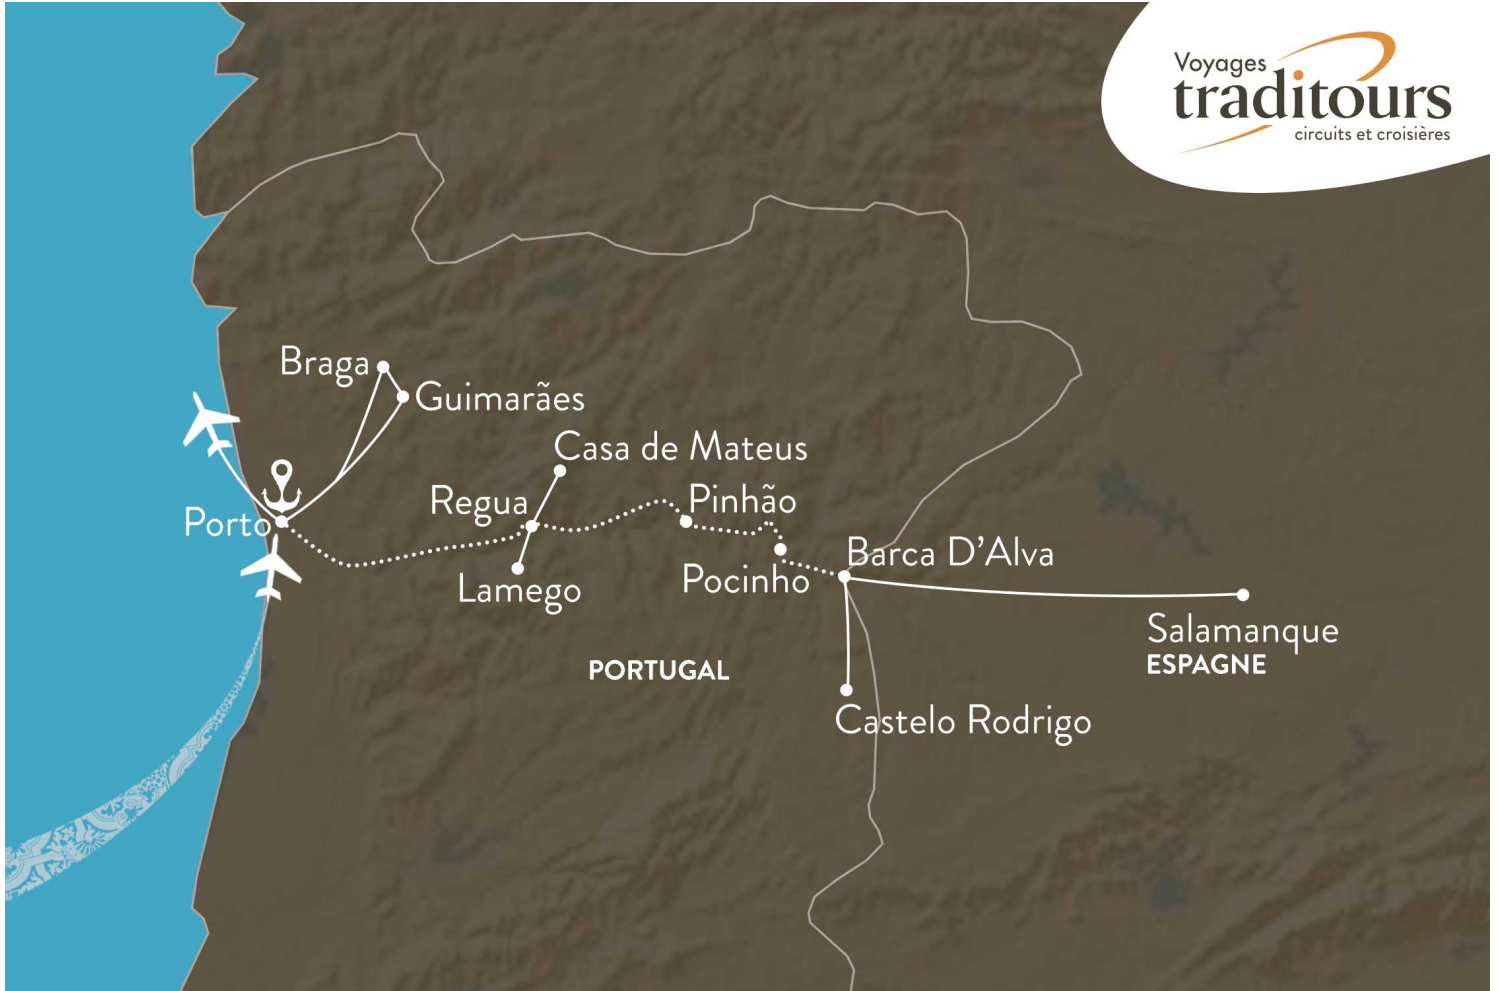 Voyages
traditours
circuits et croisières
Braga
Guimarães
Casa de Mateus
Regua
Pinhão
Porto
Barca D'Alva
Pocinho
Lamego
Salamanque
ESPAGNE
PORTUGAL
Castelo Rodrigo